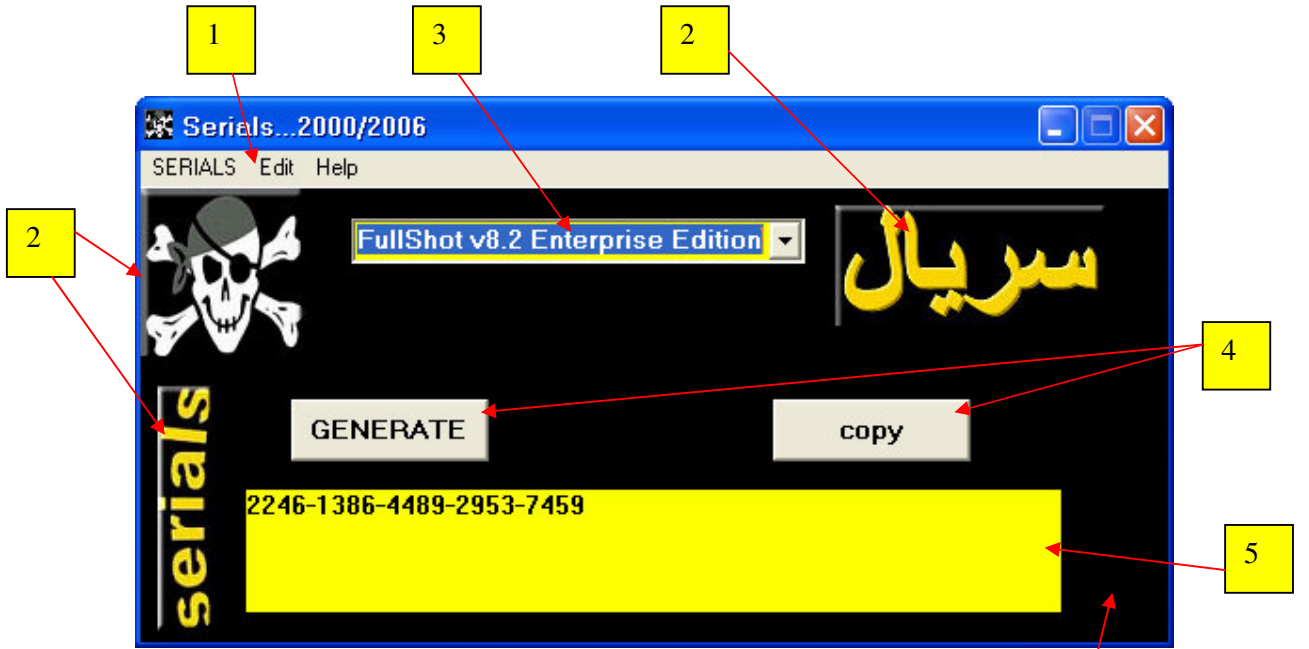 1
3
2
Serials...2000/2006
SERIALS Edit Help
2
FullShot v8.2 Enterprise Edition
سريال
4
serials
GENERATE
copy
2246-1386-4489-2953-7459
5